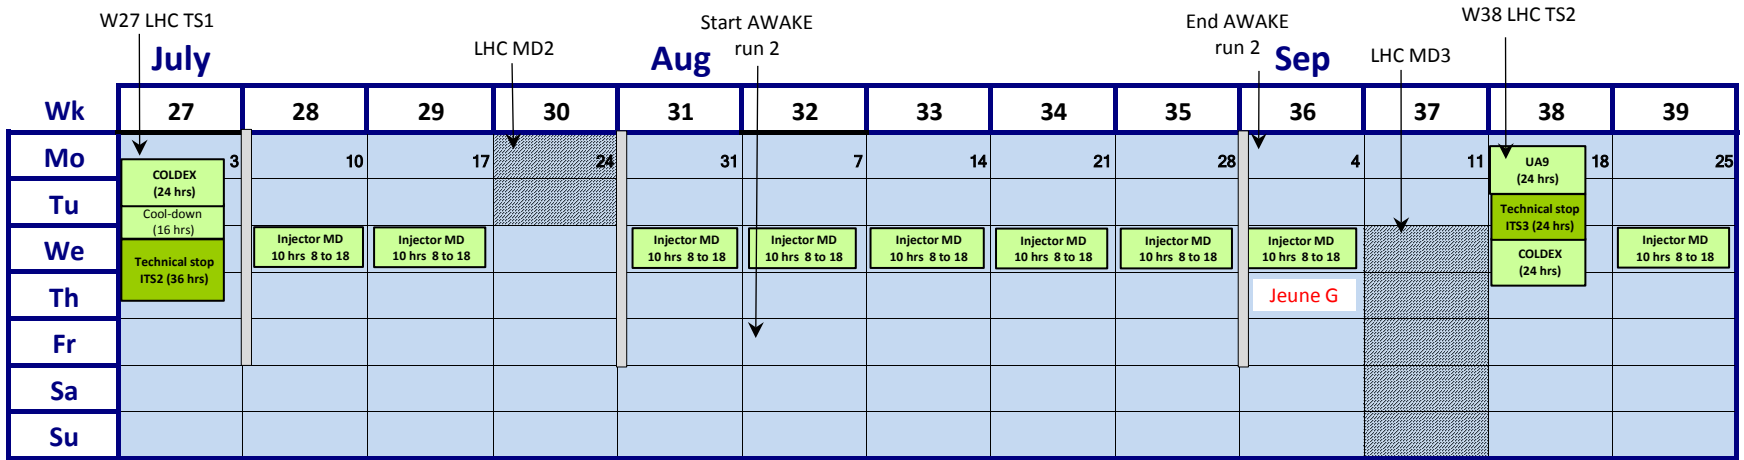 W27 LHC TS1
W38 LHC TS2
Start AWAKE
run 2
End AWAKE
run 2
LHC MD2
LHC MD3
July
Aug
Sep
Wk 27 28 29 30 31 32 33 34 35 36 37 38 39
Mo 3 10 17 24 31 7 14 21 28 4 11 18 25
COLDEX
(24 hrs)
UA9
(24 hrs)
Tu
Cool-down
(16 hrs)
Technical stop
ITS3 (24 hrs)
We
Technical stop
ITS2 (36 hrs)
Injector MD
10 hrs 8 to 18
Injector MD
10 hrs 8 to 18
Injector MD
10 hrs 8 to 18
Injector MD
10 hrs 8 to 18
Injector MD
10 hrs 8 to 18
Injector MD
10 hrs 8 to 18
Injector MD
10 hrs 8 to 18
Injector MD
10 hrs 8 to 18
COLDEX
(24 hrs)
Injector MD
10 hrs 8 to 18
Th
Jeune G
Fr
Sa
Su